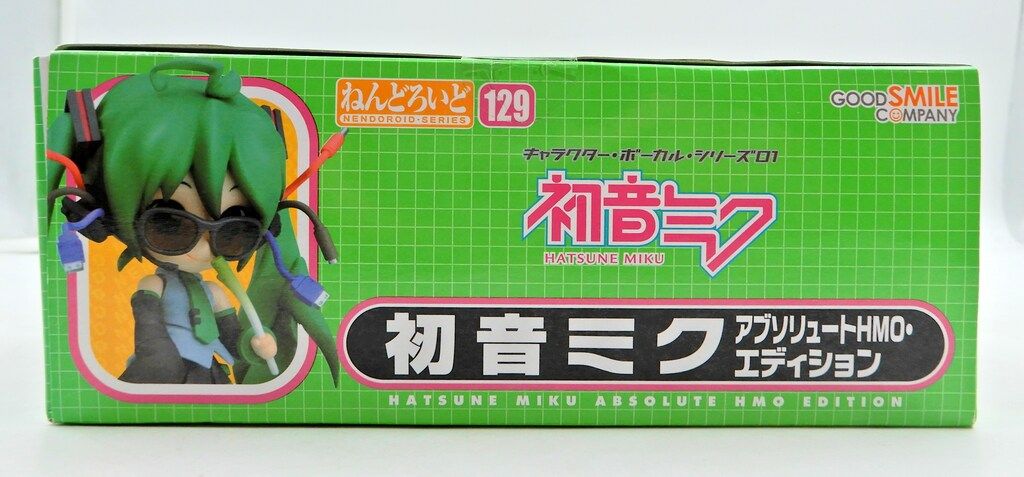 ねんどろいど
NENDOROID・SERIES
129
GOOD SMILE
COMPANY
キャラクター・ボーカル・シリーズ01
初音ミク
HATSUNE MIKU
初音ミク アブソリュートHMO・
エディション
HATSUNE MIKU ABSOLUTE HMO EDITION